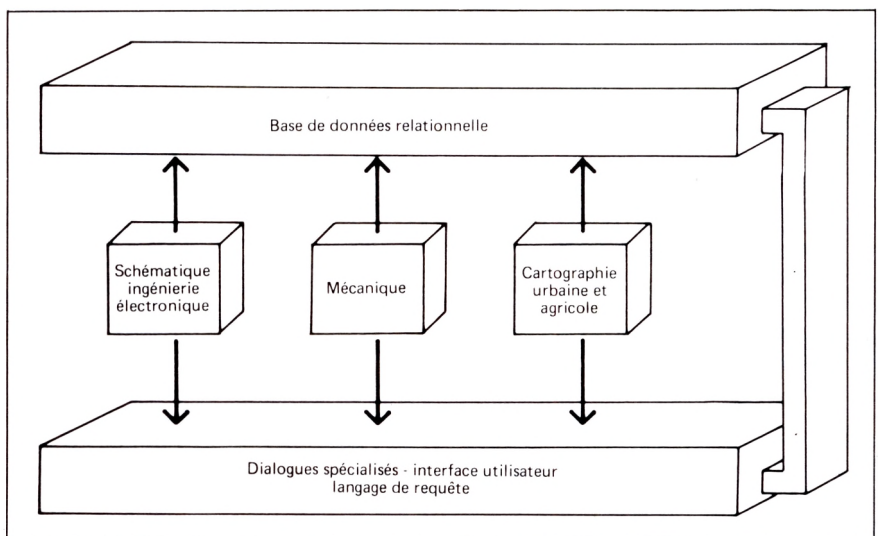 Base de données relationnelle
Schématique
ingénierie
électronique
Mécanique
Cartographie
urbaine et
agricole
Dialogues spécialisés - interface utilisateur
langage de requête